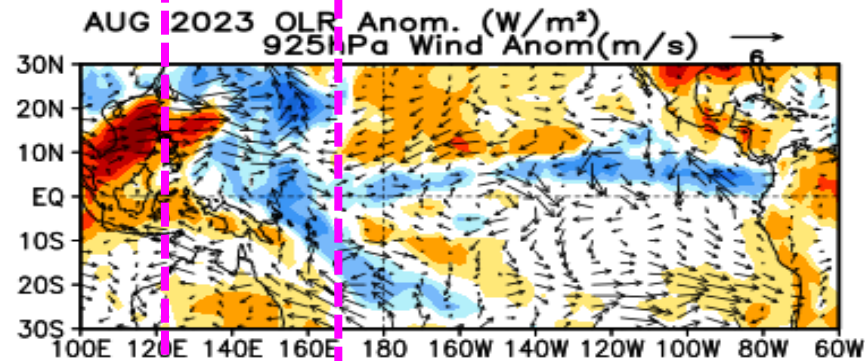 AUG 2023 OLR Anom. (W/m²)
925hPa Wind Anom(m/s)
6
30N
20N
10N
EQ
10S
20S
30S
100E 120E 140E 160E 180 160W 140W 120W 100W 80W 60W